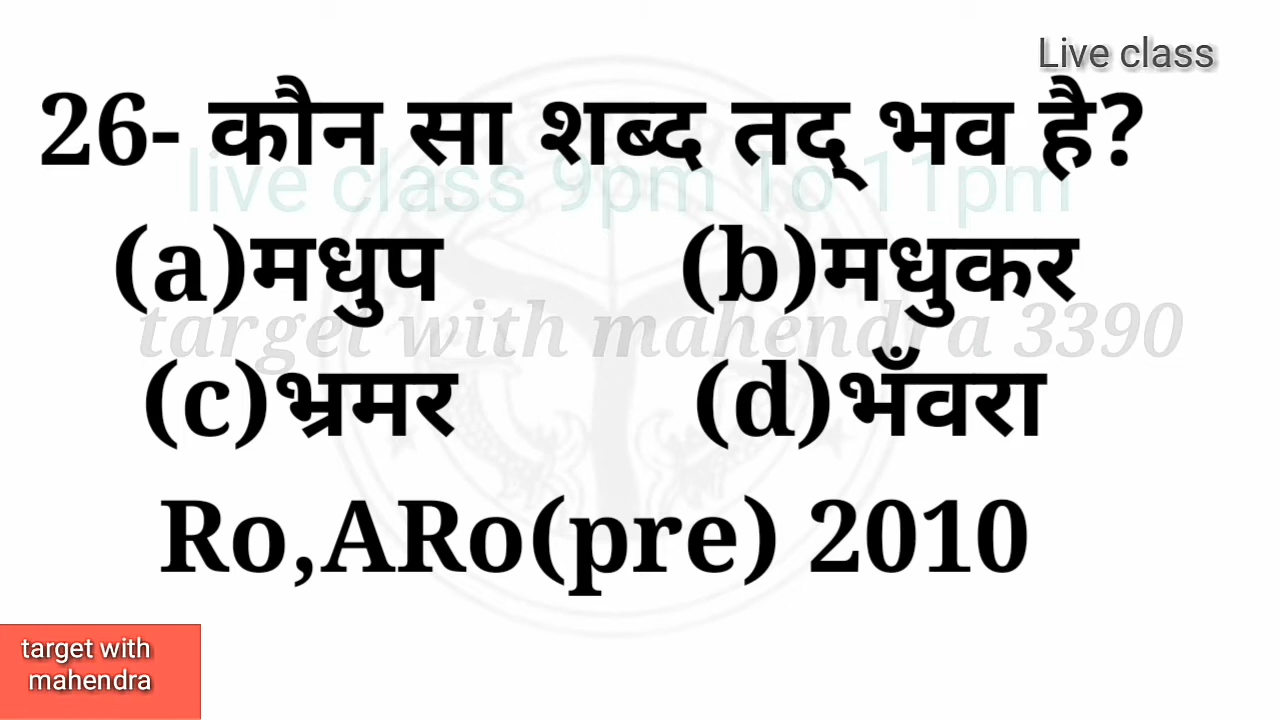 Live class
26- कौन सा शब्द तद् भव है?
live class 9pm To 11pm
(a)मधुप (b)मधुकर
target with mahendra 3390
(c)भ्रमर (d)भँवरा
Ro,ARo(pre) 2010
target with
mahendra